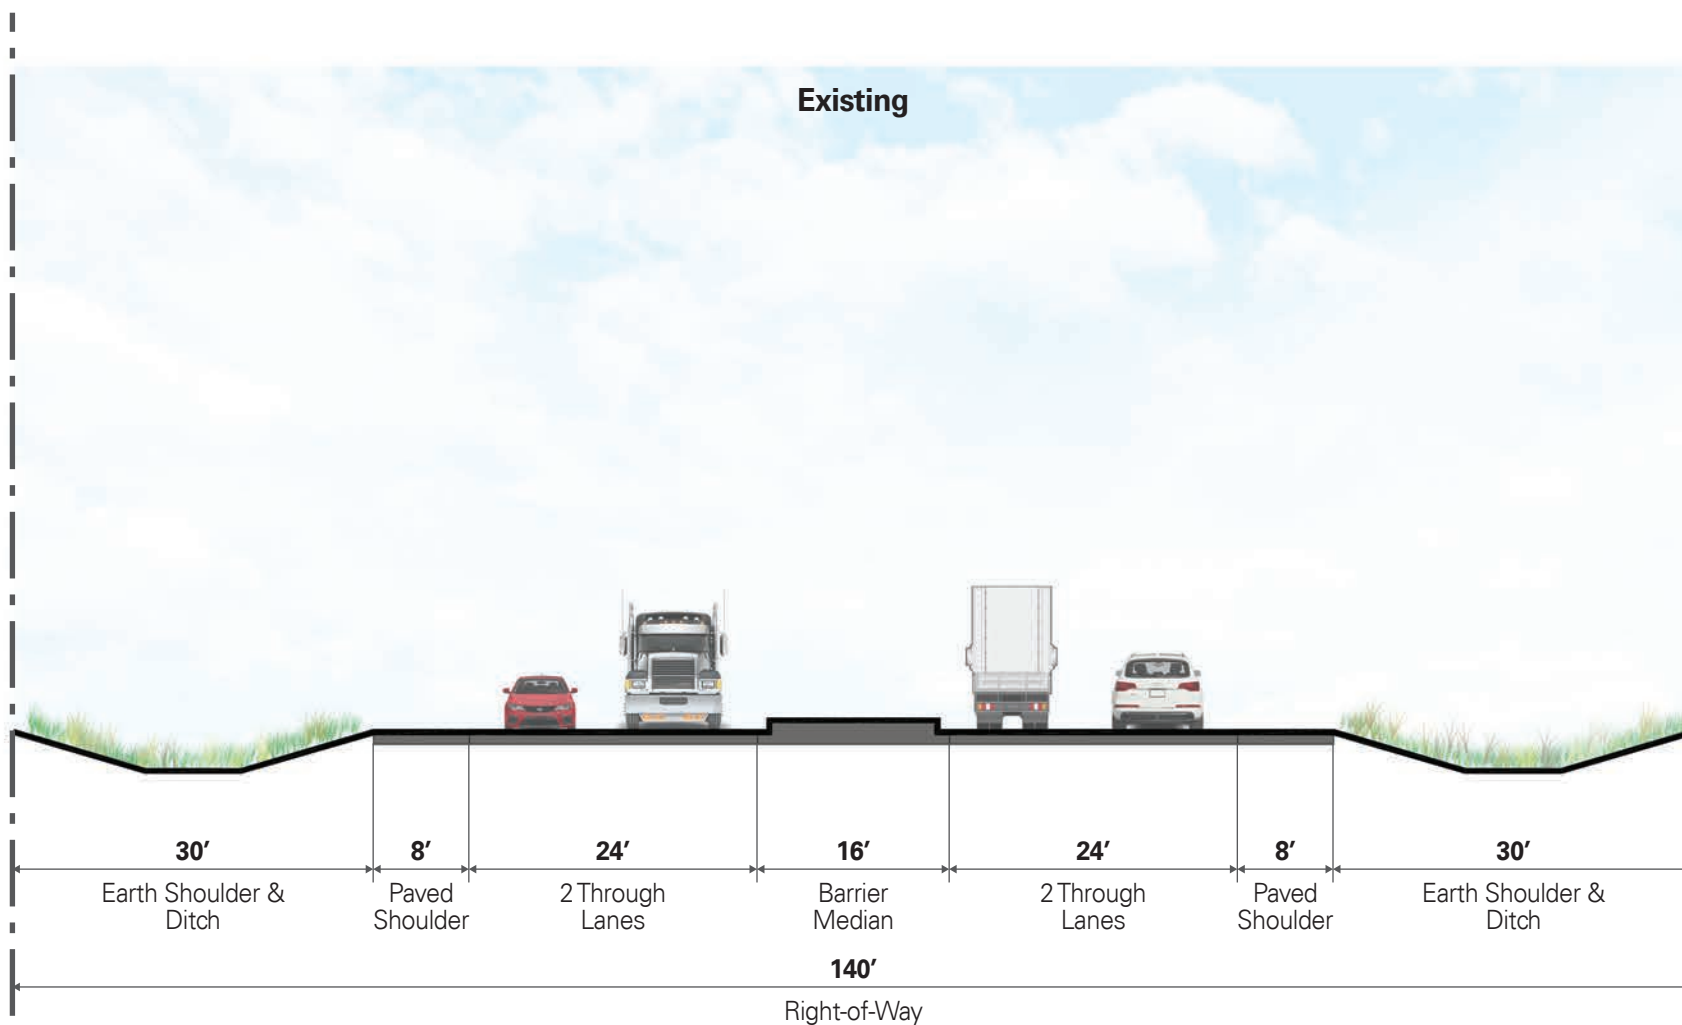 Existing
30′ 8′ 24′ 16′ 24′ 8′ 30′
Earth Shoulder & Paved 2 Through Barrier 2 Through Paved Earth Shoulder &
Ditch Shoulder Lanes Median Lanes Shoulder Ditch
140′
Right-of-Way